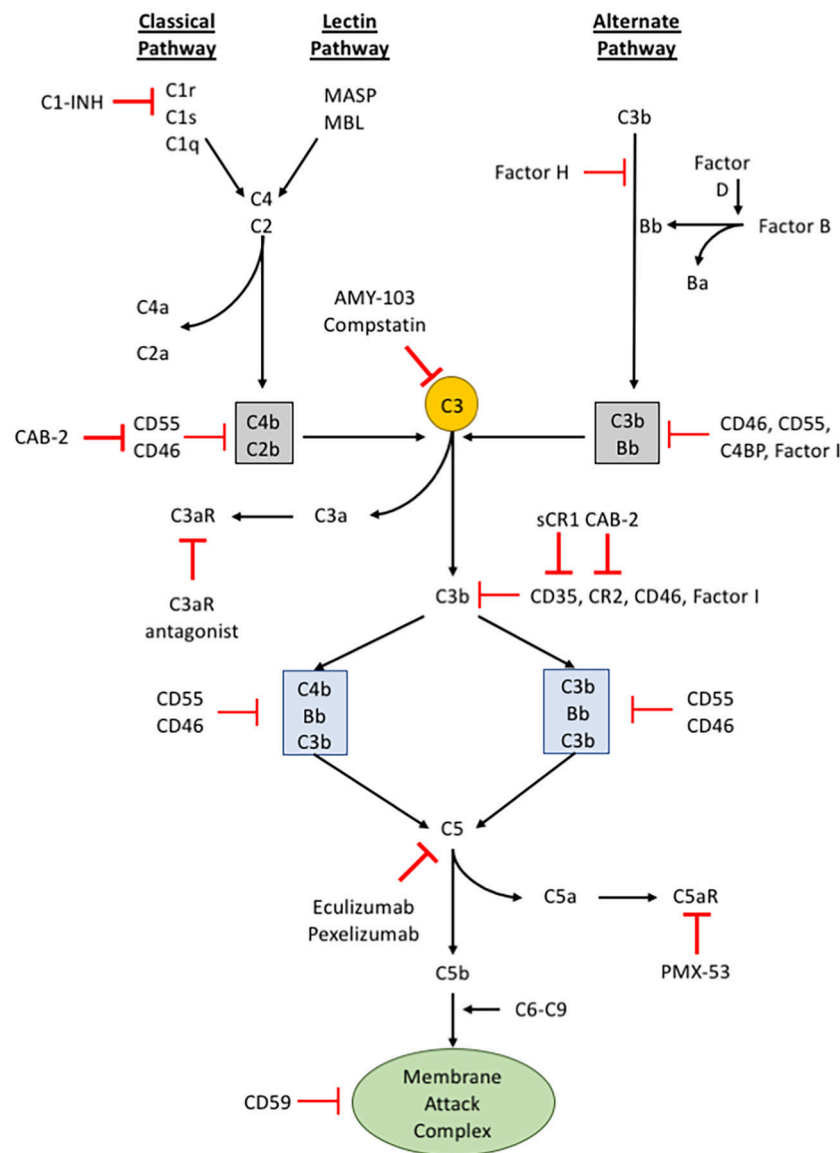 Classical
Pathway
Lectin
Pathway
Alternate
Pathway
C1-INH
C1r
C1s
C1q
MASP
MBL
C3b
Factor H
Factor
D
C4
C2
Bb
Factor B
Ba
C4a
C2a
AMY-103
Compstatin
C3
CAB-2
CD55
CD46
C4b
C2b
C3b
Bb
CD46, CD55,
C4BP, Factor I
C3aR
C3a
sCR1 CAB-2
C3aR
antagonist
C3b
CD35, CR2, CD46, Factor I
CD55
CD46
C4b
Bb
C3b
C3b
Bb
C3b
CD55
CD46
C5
Eculizumab
Pexelizumab
C5a
C5aR
C5b
PMX-53
C6-C9
CD59
Membrane
Attack
Complex